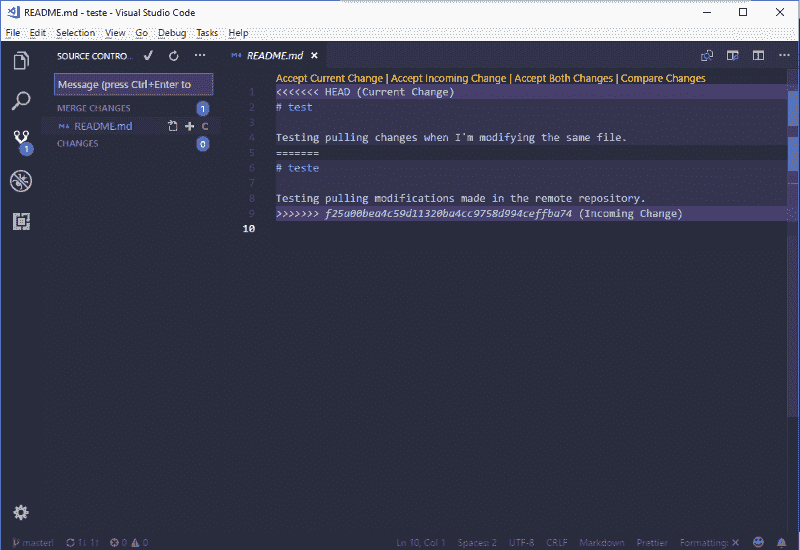 README.md - teste - Visual Studio Code
File Edit Selection View Go Debug Tasks Help
SOURCE CONTRO...
README.md
Message (press Ctrl+Enter to
MERGE CHANGES 1
README.md C
CHANGES 0
1
Accept Current Change | Accept Incoming Change | Accept Both Changes | Compare Changes
1 <<<<<<< HEAD (Current Change)
2 # test
3
4 Testing pulling changes when I'm modifying the same file.
5 =======
6 # teste
7
8 Testing pulling modifications made in the remote repository.
9 >>>>>>> f25a00bea4c59d11320ba4cc9758d994ceffba74 (Incoming Change)
10
master! 1↓ 1↑ 0 0 Ln 10, Col 1 Spaces: 2 UTF-8 CRLF Markdown Prettier Formatting: ×